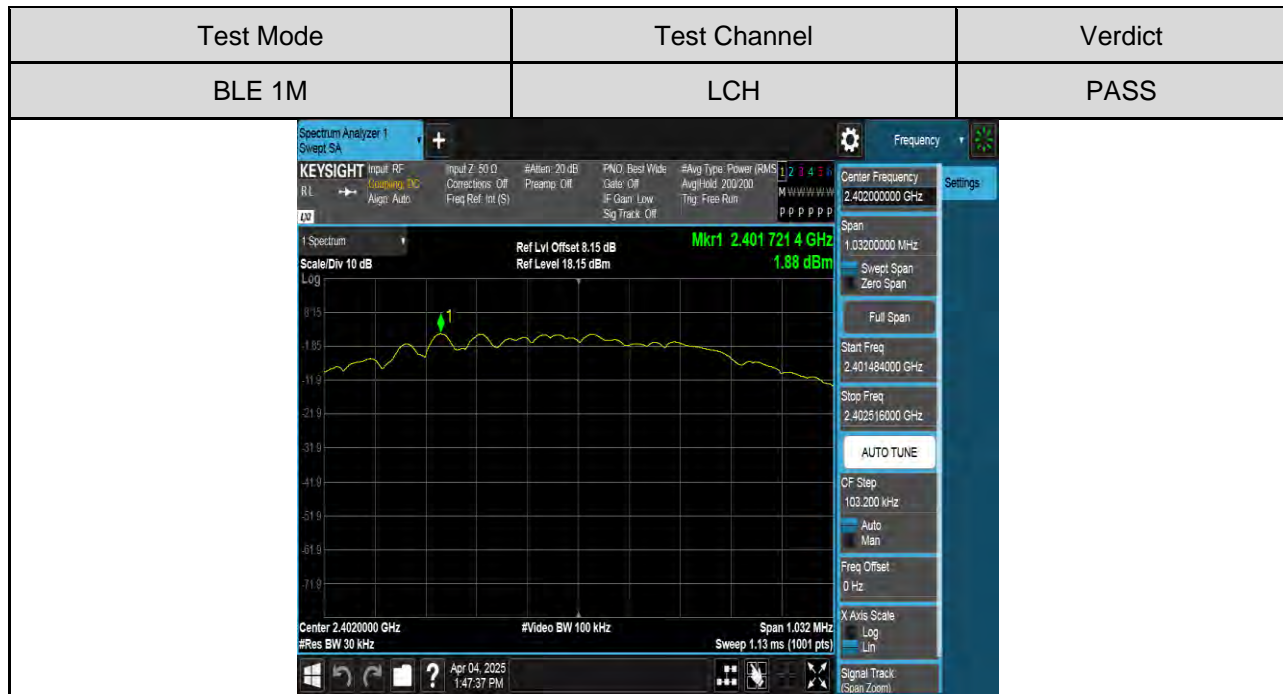 Test Mode Test Channel Verdict
BLE 1M LCH PASS
Spectrum Analyzer 1
Swept SA
+
Frequency
KEYSIGHT
RL
LXI
Input: RF
Coupling: DC
Align: Auto
Input Z: 50 Ω
Corrections: Off
Freq Ref: Int (S)
#Atten: 20 dB
Preamp: Off
PNO: Best Wide
Gate: Off
IF Gain: Low
Sig Track: Off
#Avg Type: Power (RMS
Avg|Hold: 200/200
Trig: Free Run
1 2 3 4 5 6
M W W W W W
P P P P P P
1 Spectrum
Scale/Div 10 dB
Log
Ref Lvl Offset 8.15 dB
Ref Level 18.15 dBm
Mkr1 2.401 721 4 GHz
1.88 dBm
8.15
-1.85
-11.9
-21.9
-31.9
-41.9
-51.9
-61.9
-71.9
1
Center 2.4020000 GHz
#Res BW 30 kHz
#Video BW 100 kHz
Span 1.032 MHz
Sweep 1.13 ms (1001 pts)
Center Frequency
2.402000000 GHz
Settings
Span
1.03200000 MHz
Swept Span
Zero Span
Full Span
Start Freq
2.401484000 GHz
Stop Freq
2.402516000 GHz
AUTO TUNE
CF Step
103.200 kHz
Auto
Man
Freq Offset
0 Hz
X Axis Scale
Log
Lin
Signal Track
(Span Zoom)
?
Apr 04, 2025
1:47:37 PM